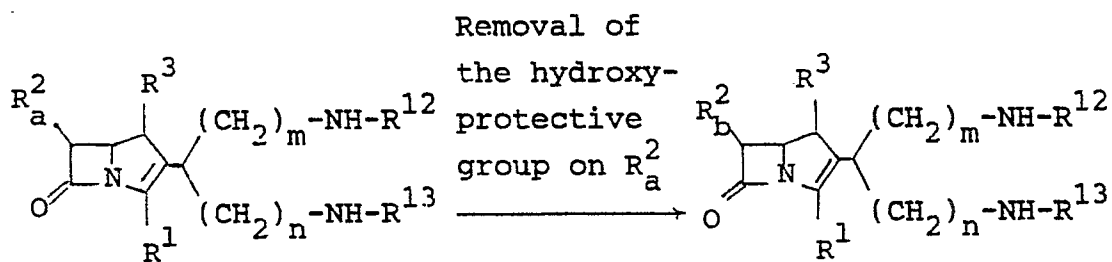 Removal of
the hydroxy-
protective
group on R²ₐ
R²ₐ R³ (CH₂)ₘ-NH-R¹²
N
O (CH₂)ₙ-NH-R¹³
R¹
R²b R³ (CH₂)ₘ-NH-R¹²
N
O (CH₂)ₙ-NH-R¹³
R¹